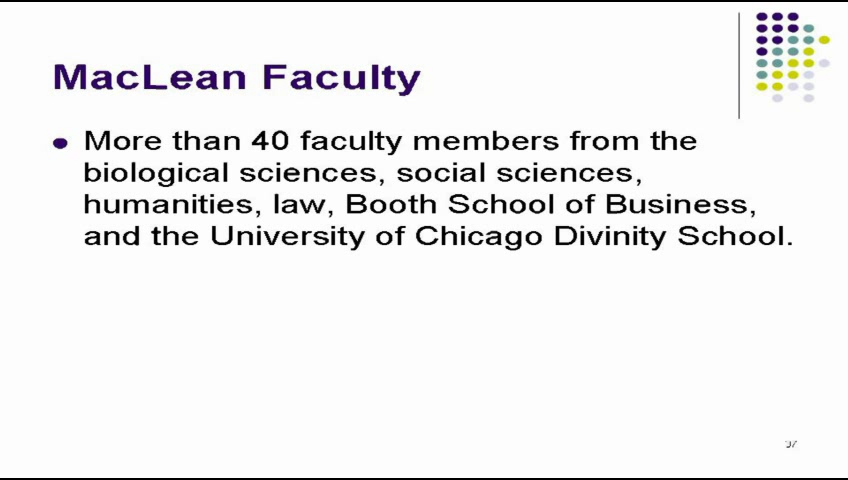 MacLean Faculty
More than 40 faculty members from the
biological sciences, social sciences,
humanities, law, Booth School of Business,
and the University of Chicago Divinity School.